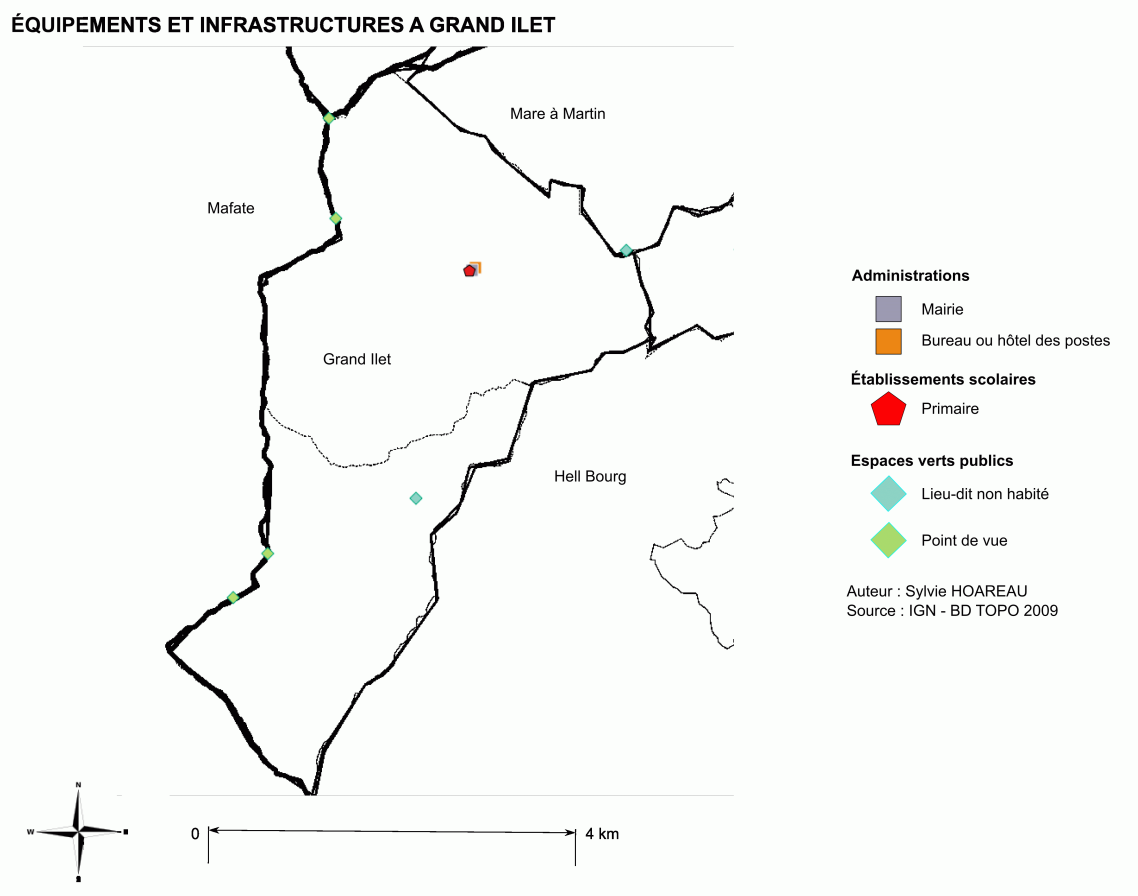 ÉQUIPEMENTS ET INFRASTRUCTURES A GRAND ILET
Mare à Martin
Mafate
Grand Ilet
Hell Bourg
Administrations
Mairie
Bureau ou hôtel des postes
Établissements scolaires
Primaire
Espaces verts publics
Lieu-dit non habité
Point de vue
Auteur : Sylvie HOAREAU
Source : IGN - BD TOPO 2009
N
W
0
4 km